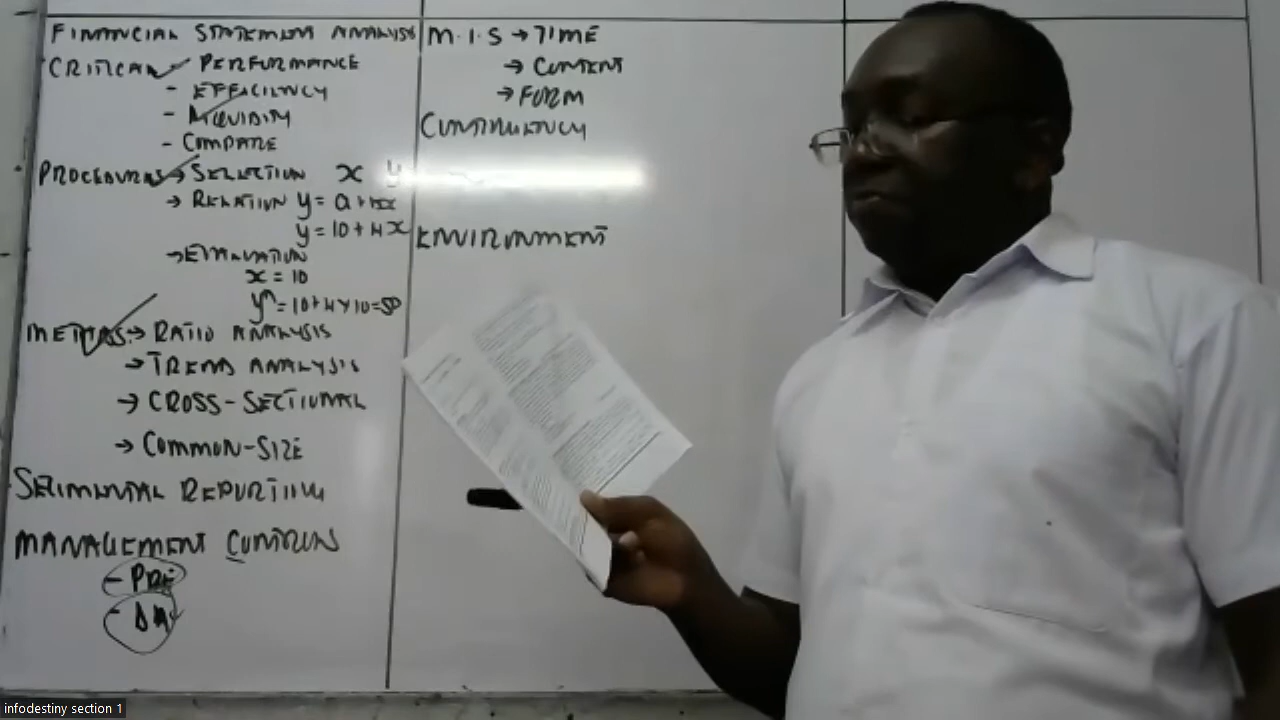 FINANCIAL STATEMENT ANALYSIS
CRITICAL PERFORMANCE
- EFFICIENCY
- LIQUIDITY
- COMPARE
PROCEDURES → SELECTION x y
→ RELATION y = a + bx
y = 10 + 4x
→ EVALUATION
x = 10
y = 10 + 4 x 10 = 50
METHODS → RATIO ANALYSIS
→ TREND ANALYSIS
→ CROSS-SECTIONAL
→ COMMON-SIZE
SEGMENTAL REPORTING
MANAGEMENT CONTROL
- PRE
M.I.S → TIME
→ CONTENT
→ FORM
CONTINGENCY
ENVIRONMENT
infodestiny section 1